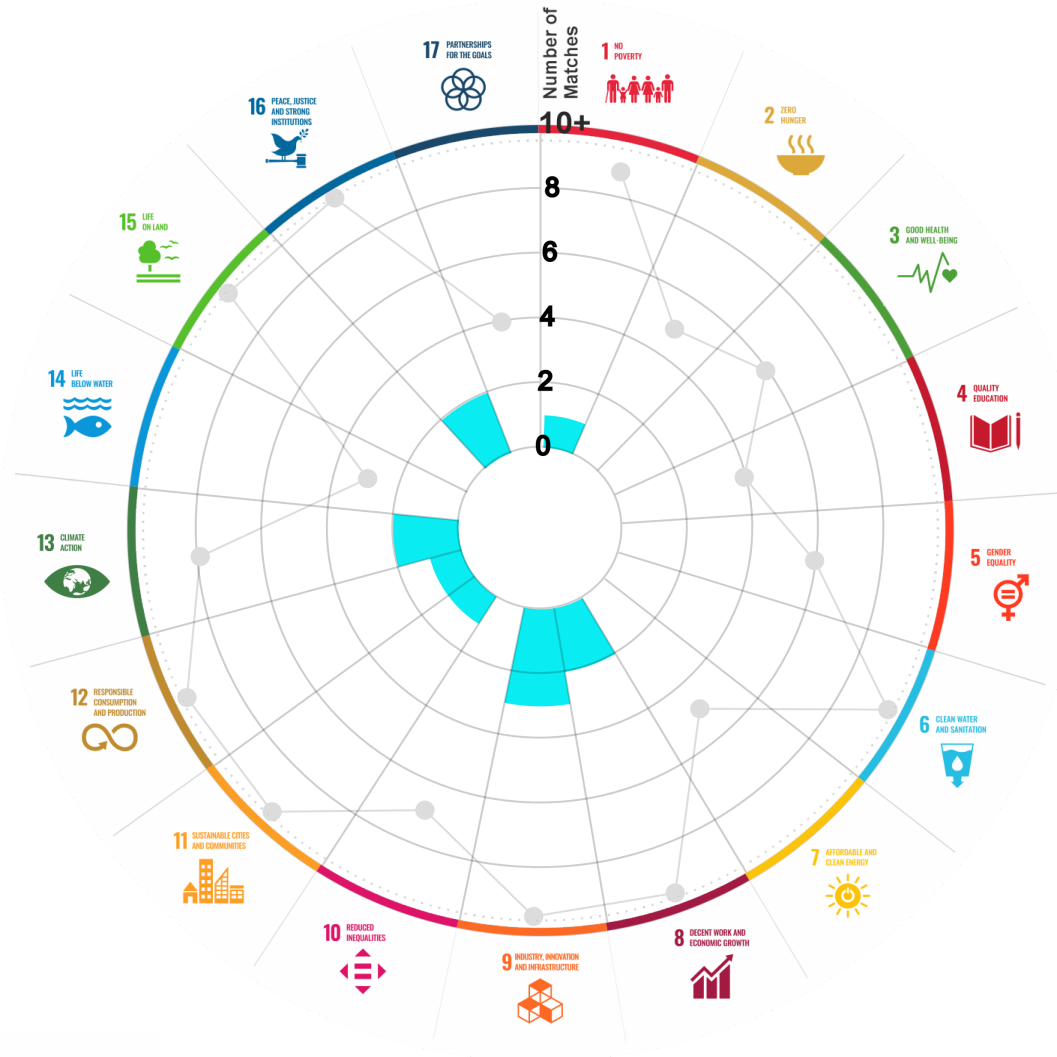 Number of
Matches
10+
8
6
4
2
0
1 NO
POVERTY
2 ZERO
HUNGER
3 GOOD HEALTH
AND WELL-BEING
4 QUALITY
EDUCATION
5 GENDER
EQUALITY
6 CLEAN WATER
AND SANITATION
7 AFFORDABLE AND
CLEAN ENERGY
8 DECENT WORK AND
ECONOMIC GROWTH
9 INDUSTRY, INNOVATION
AND INFRASTRUCTURE
10 REDUCED
INEQUALITIES
11 SUSTAINABLE CITIES
AND COMMUNITIES
12 RESPONSIBLE
CONSUMPTION
AND PRODUCTION
13 CLIMATE
ACTION
14 LIFE
BELOW WATER
15 LIFE
ON LAND
16 PEACE, JUSTICE
AND STRONG
INSTITUTIONS
17 PARTNERSHIPS
FOR THE GOALS